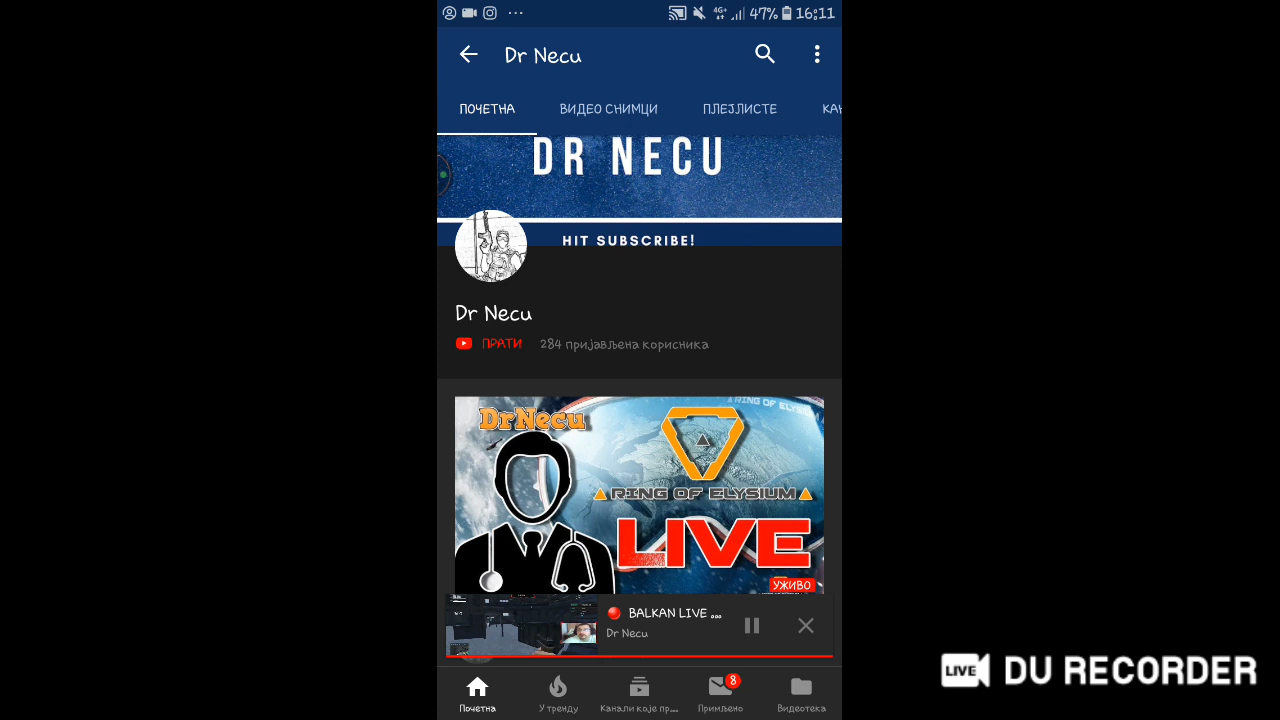 4G+ 47% 16:11
Dr Necu
ПОЧЕТНА ВИДЕО СНИМЦИ ПЛЕЈЛИСТЕ
DR NECU
HIT SUBSCRIBE!
Dr Necu
ПРАТИ 284 пријављена корисника
DrNecu
RING OF ELYSIUM
RING OF ELYSIUM
LIVE
УЖИВО
BALKAN LIVE ...
Dr Necu
8
Почетна У тренду Канали које пр... Примљено Видеотека
LIVE DU RECORDER